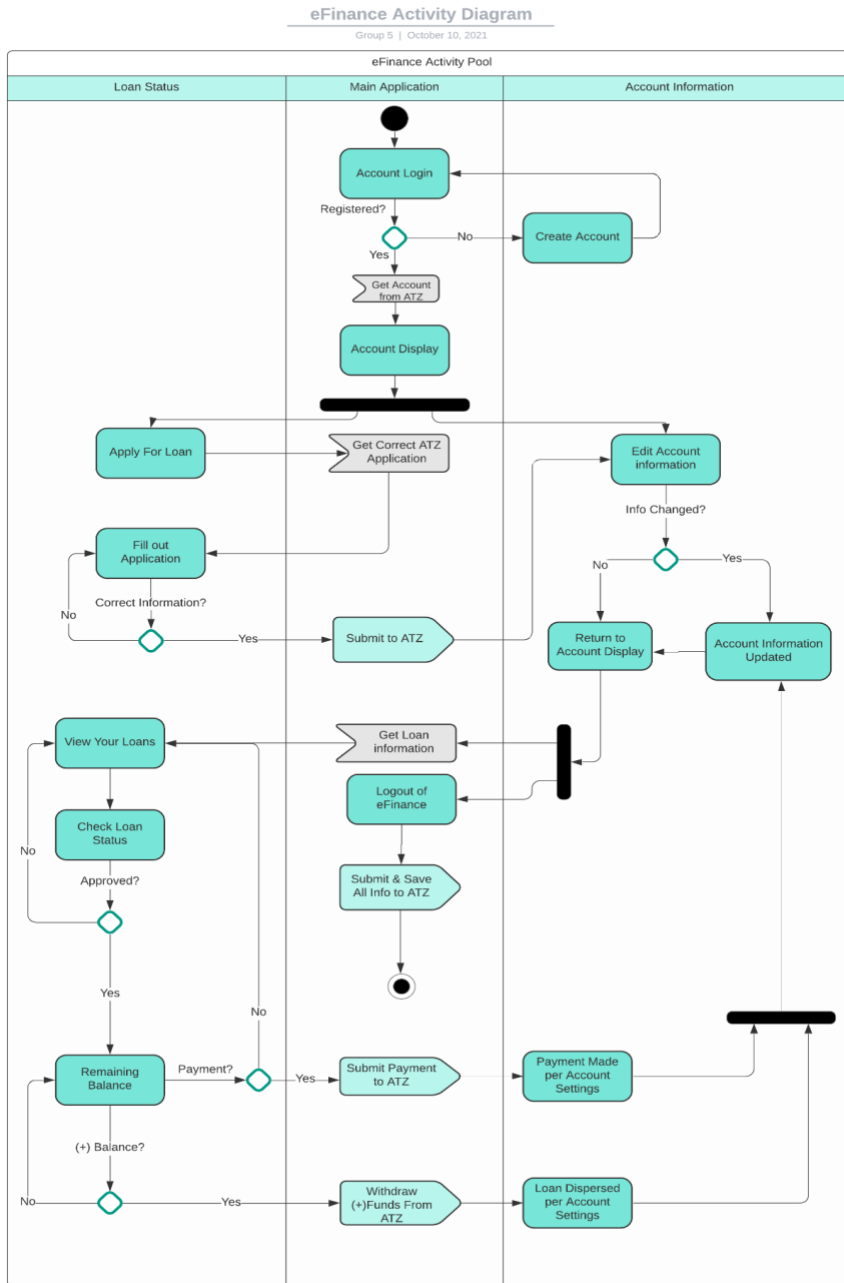 eFinance Activity Diagram
Group 5 | October 10, 2021
eFinance Activity Pool
Loan Status
Main Application
Account Information
Account Login
Registered?
No
Create Account
Yes
Get Account
from ATZ
Account Display
Apply For Loan
Get Correct ATZ
Application
Edit Account
information
Info Changed?
Fill out
Application
No
Yes
Correct Information?
No
Yes
Submit to ATZ
Return to
Account Display
Account Information
Updated
View Your Loans
Get Loan
information
Logout of
eFinance
Check Loan
Status
No
Approved?
Submit & Save
All Info to ATZ
Yes
No
Remaining
Balance
Payment?
Yes
Submit Payment
to ATZ
Payment Made
per Account
Settings
(+) Balance?
No
Yes
Withdraw
(+)Funds From
ATZ
Loan Dispersed
per Account
Settings